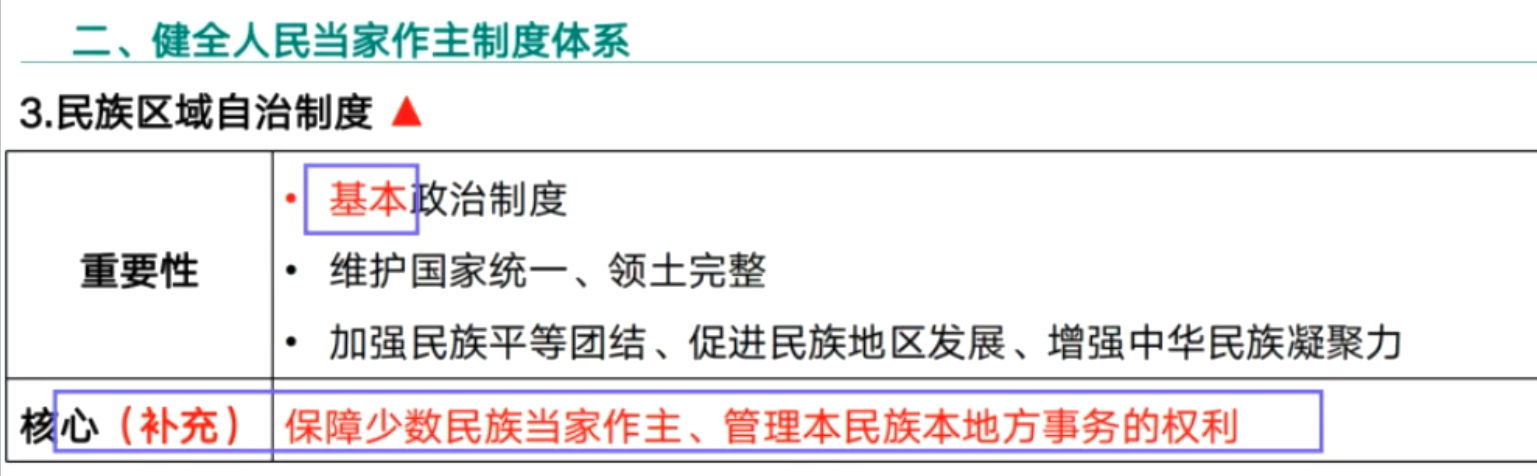 二、健全人民当家作主制度体系
3.民族区域自治制度 ▲
• 基本政治制度
重要性
• 维护国家统一、领土完整
• 加强民族平等团结、促进民族地区发展、增强中华民族凝聚力
核心（补充） 保障少数民族当家作主、管理本民族本地方事务的权利